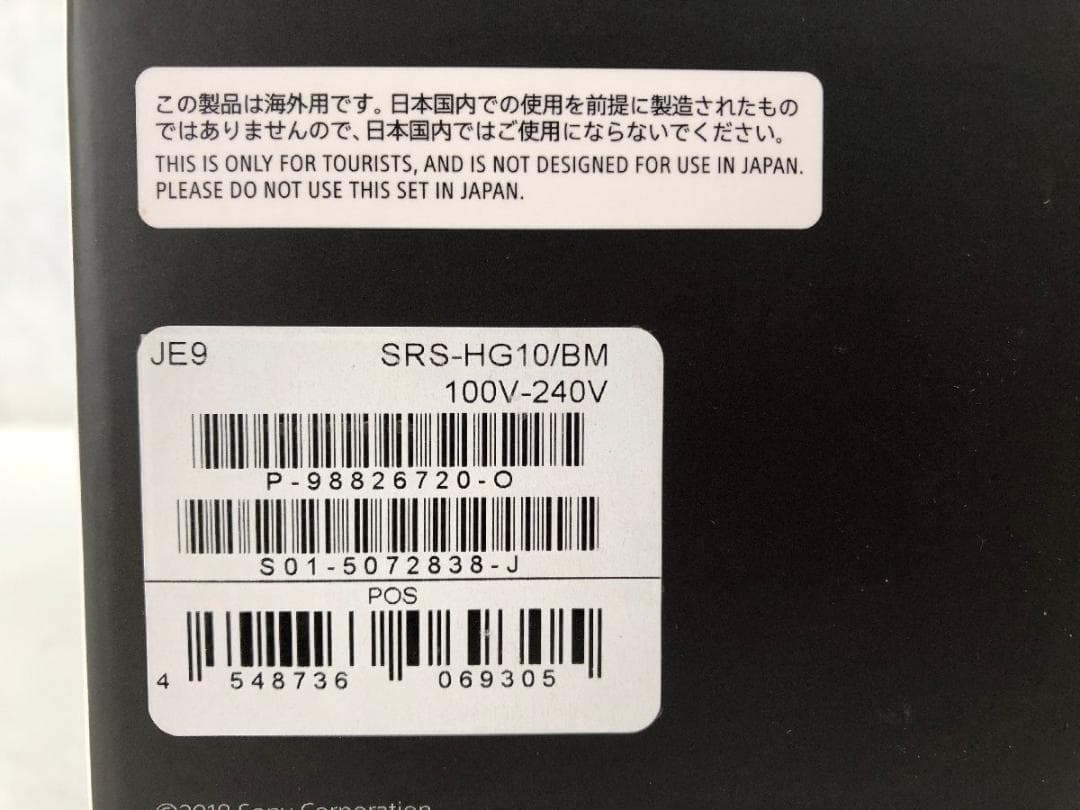 この製品は海外用です。日本国内での使用を前提に製造されたもの
ではありませんので、日本国内ではご使用にならないでください。
THIS IS ONLY FOR TOURISTS, AND IS NOT DESIGNED FOR USE IN JAPAN.
PLEASE DO NOT USE THIS SET IN JAPAN.
JE9 SRS-HG10/BM
100V-240V
P-98826720-O
S01-5072838-J
POS
4 548736 069305
©2018 Sony Corporation